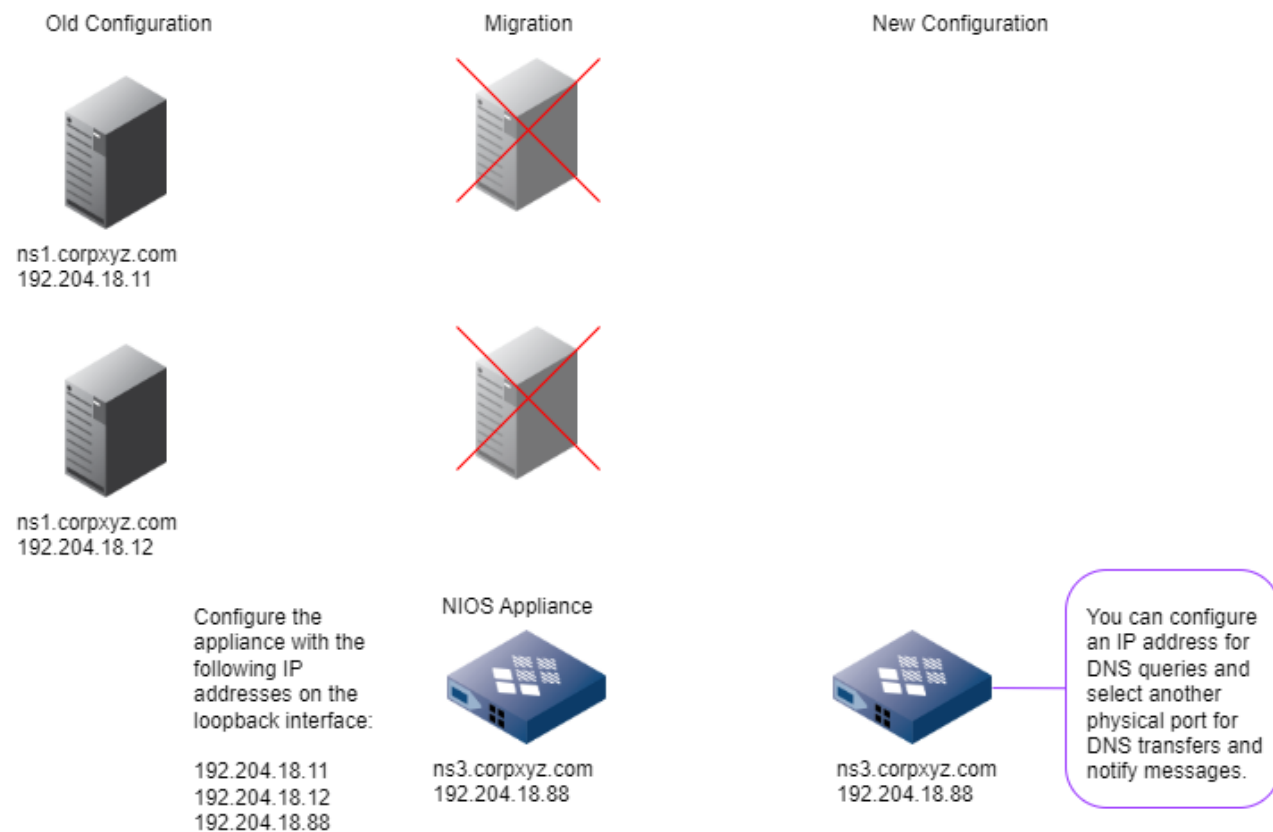 Old Configuration
Migration
New Configuration
ns1.corpxyz.com
192.204.18.11
ns1.corpxyz.com
192.204.18.12
Configure the
appliance with the
following IP
addresses on the
loopback interface:
192.204.18.11
192.204.18.12
192.204.18.88
NIOS Appliance
ns3.corpxyz.com
192.204.18.88
ns3.corpxyz.com
192.204.18.88
You can configure
an IP address for
DNS queries and
select another
physical port for
DNS transfers and
notify messages.